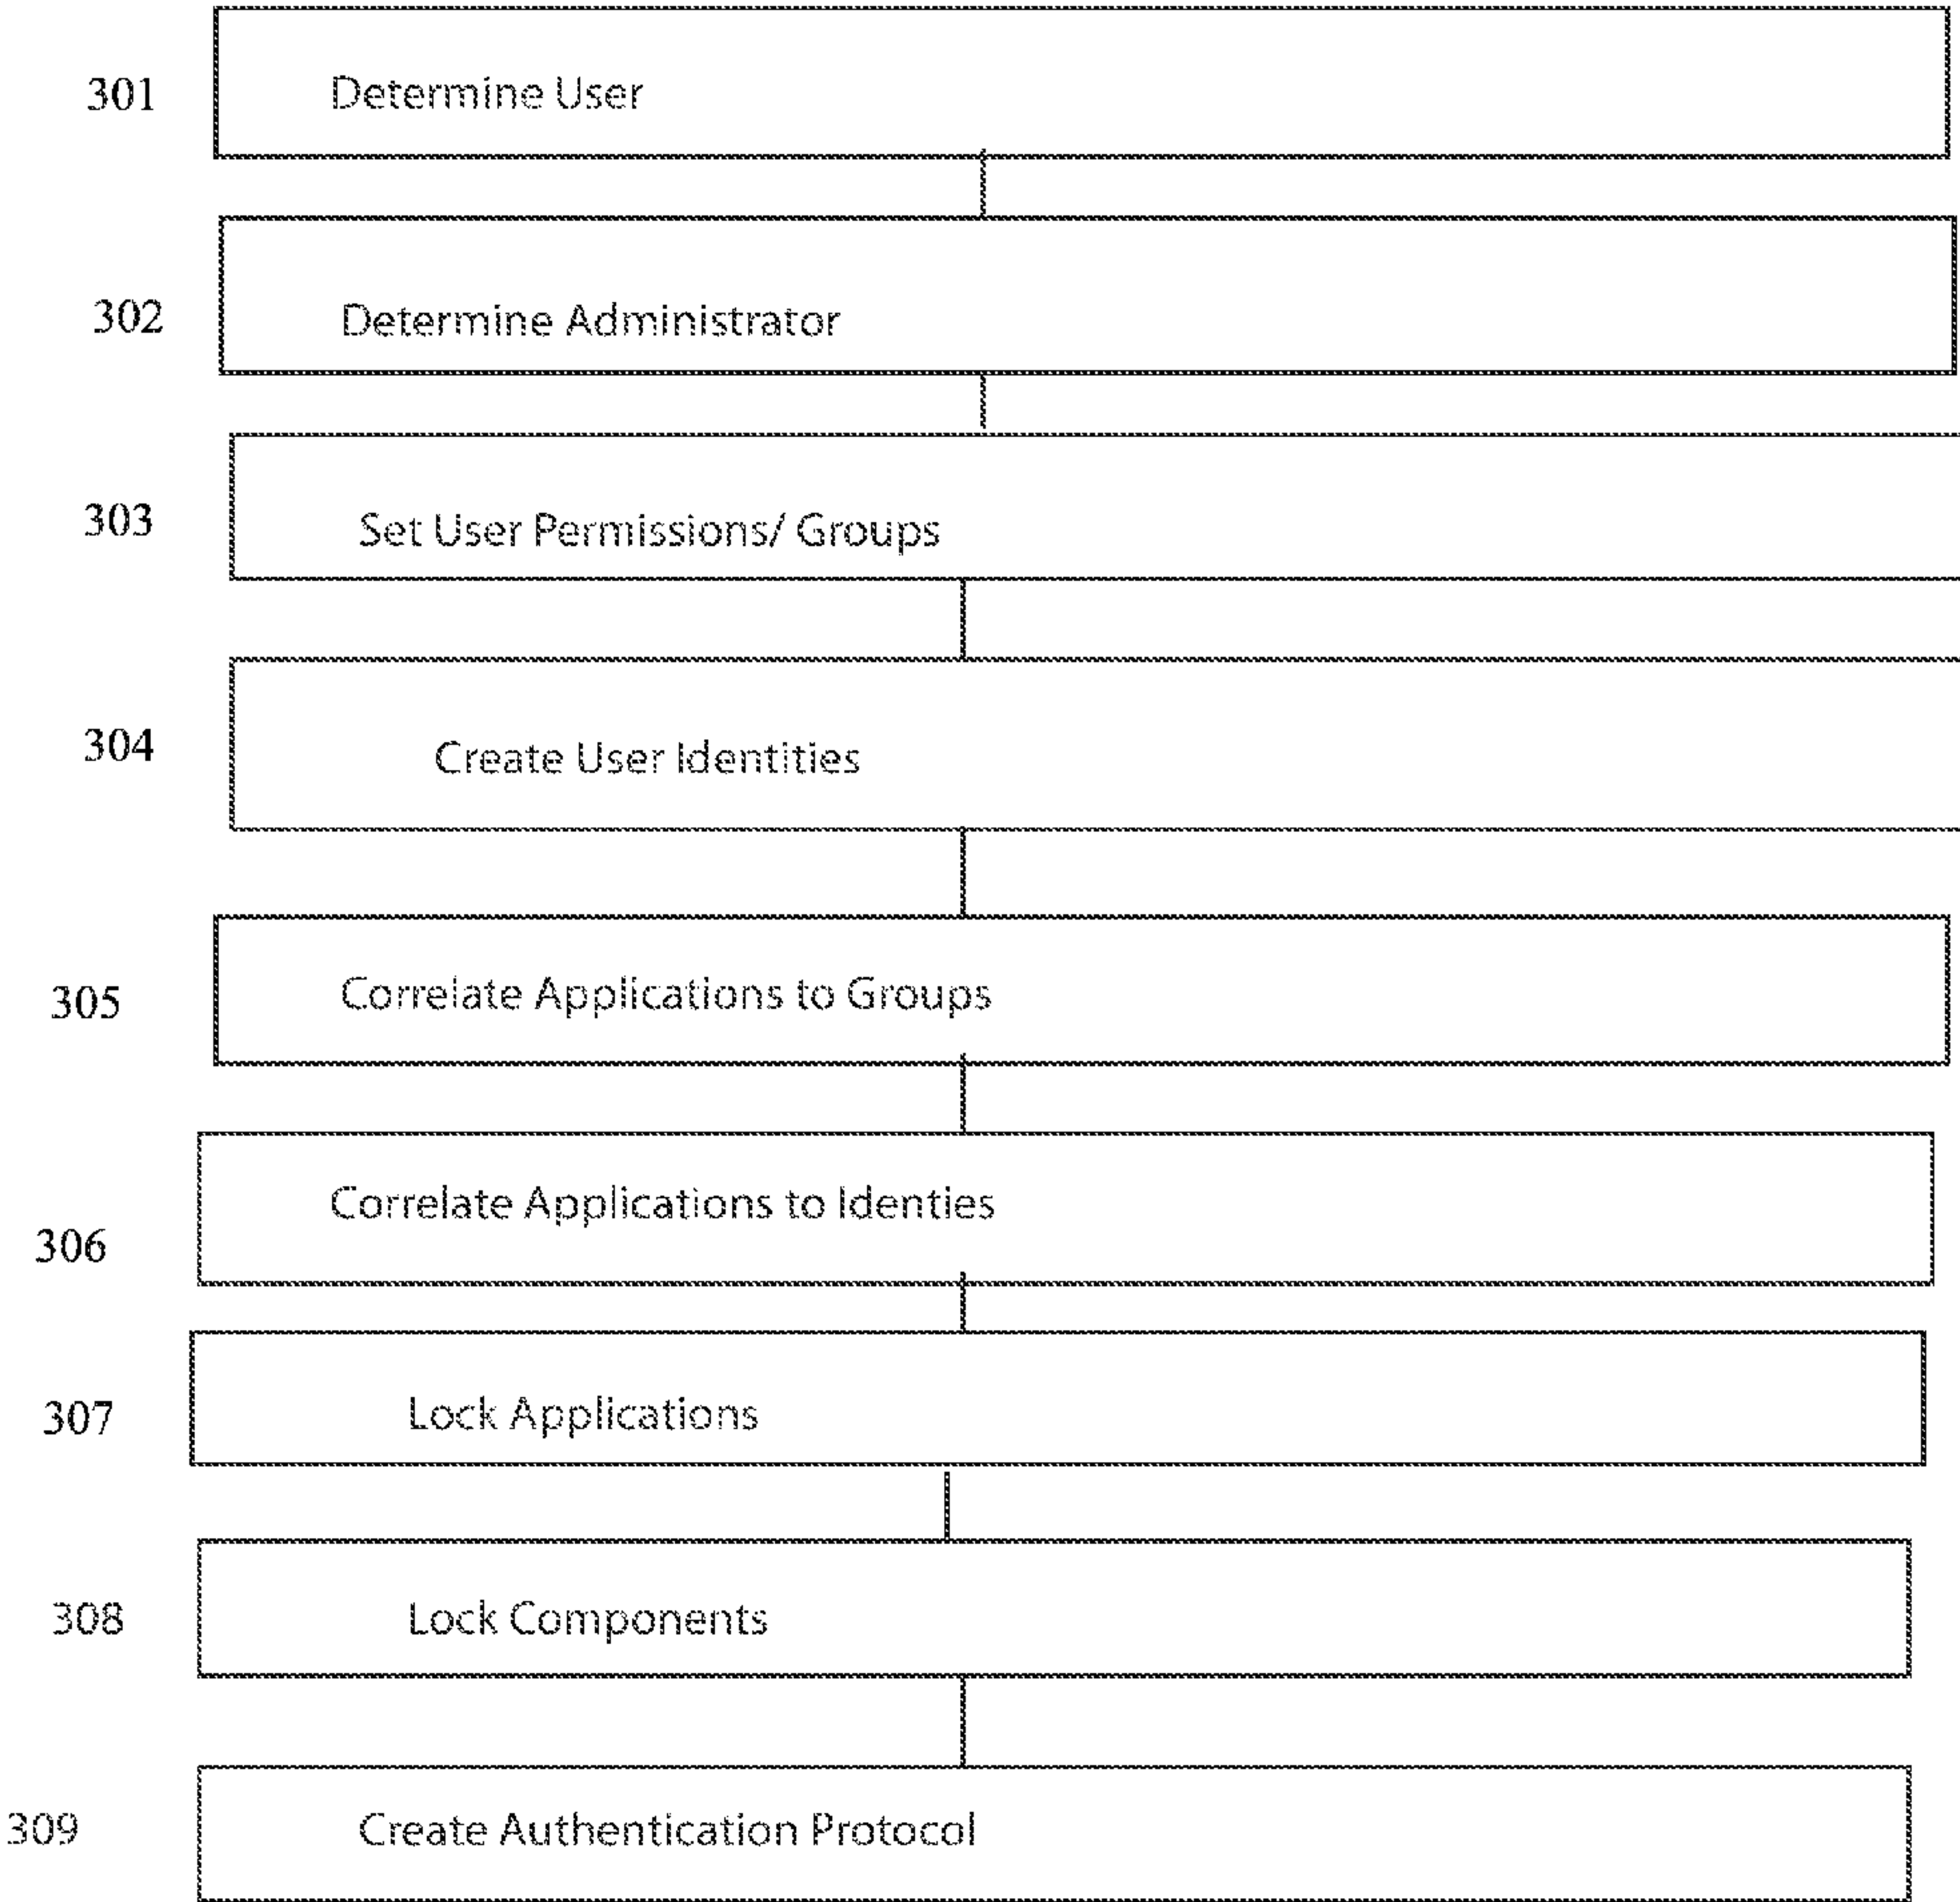 301 Determine User
302 Determine Administrator
303 Set User Permissions/ Groups
304 Create User Identities
305 Correlate Applications to Groups
306 Correlate Applications to Identies
307 Lock Applications
308 Lock Components
309 Create Authentication Protocol